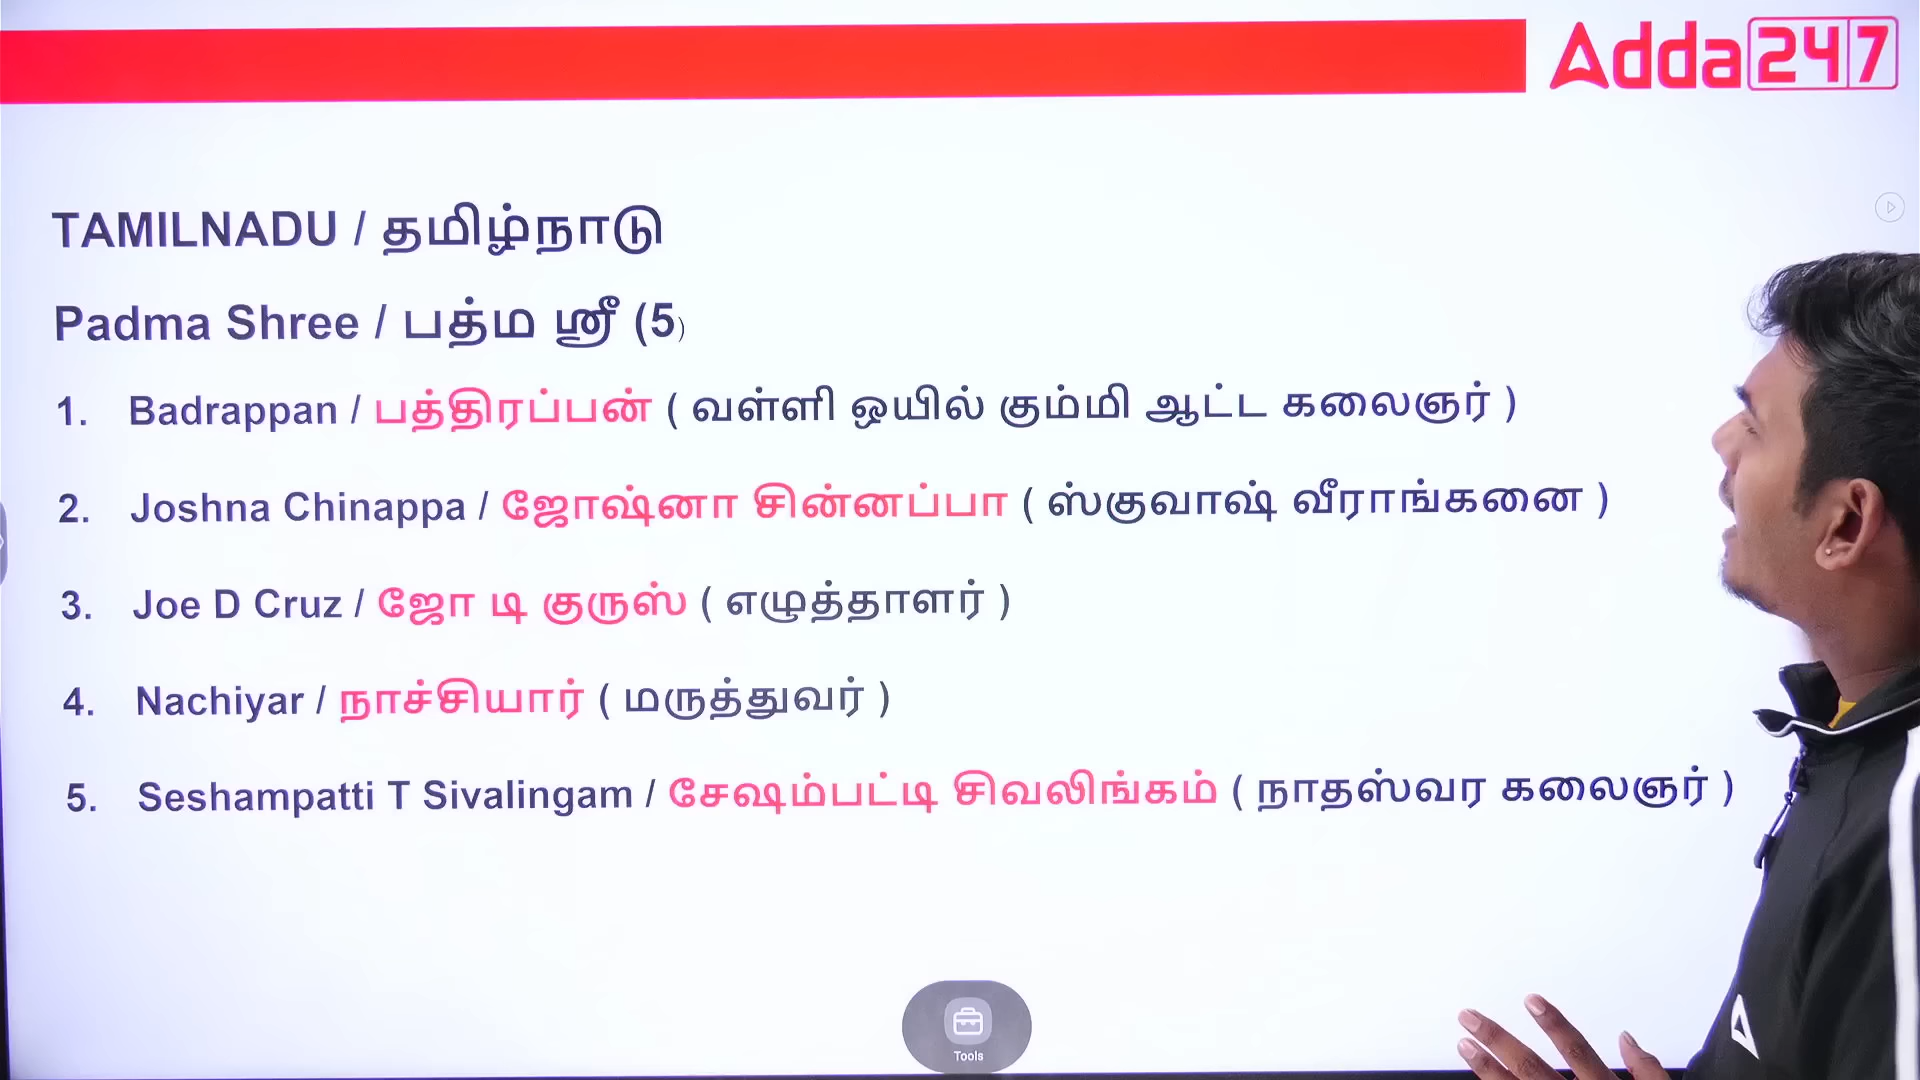 Adda247
TAMILNADU / தமிழ்நாடு
Padma Shree / பத்ம ஸ்ரீ (5)
1. Badrappan / பத்திரப்பன் ( வள்ளி ஒயில் கும்மி ஆட்ட கலைஞர் )
2. Joshna Chinappa / ஜோஷ்னா சின்னப்பா ( ஸ்குவாஷ் வீராங்கனை )
3. Joe D Cruz / ஜோ டி குருஸ் ( எழுத்தாளர் )
4. Nachiyar / நாச்சியார் ( மருத்துவர் )
5. Seshampatti T Sivalingam / சேஷம்பட்டி சிவலிங்கம் ( நாதஸ்வர கலைஞர் )
Tools